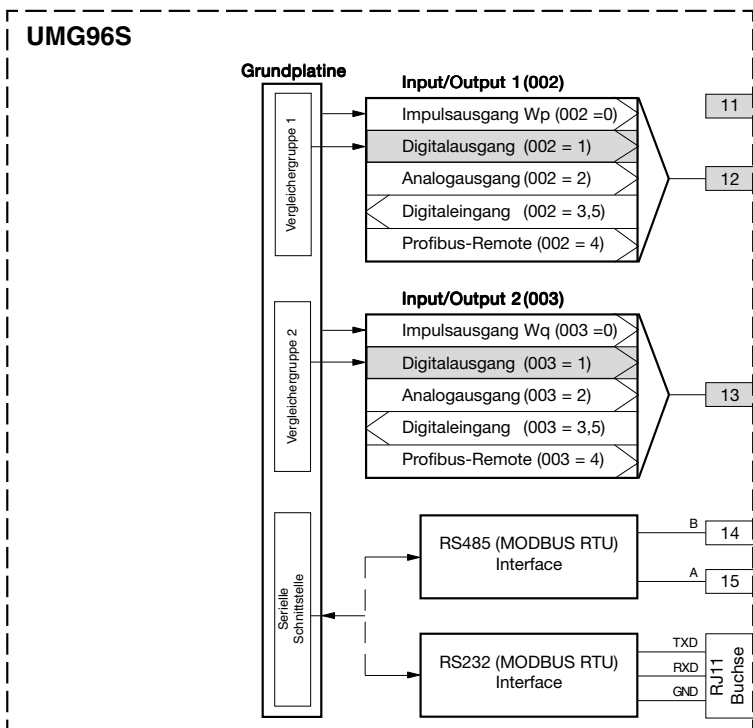 UMG96S
Grundplatine
Vergleichergruppe 1
Input/Output 1 (002)
Impulsausgang Wp (002 =0)
Digitalausgang (002 = 1)
Analogausgang (002 = 2)
Digitaleingang (002 = 3,5)
Profibus-Remote (002 = 4)
11
12
Vergleichergruppe 2
Input/Output 2 (003)
Impulsausgang Wq (003 =0)
Digitalausgang (003 = 1)
Analogausgang (003 = 2)
Digitaleingang (003 = 3,5)
Profibus-Remote (003 = 4)
13
Serielle
Schnittstelle
RS485 (MODBUS RTU)
Interface
B
14
A
15
RS232 (MODBUS RTU)
Interface
TXD
RXD
GND
RJ11
Buchse